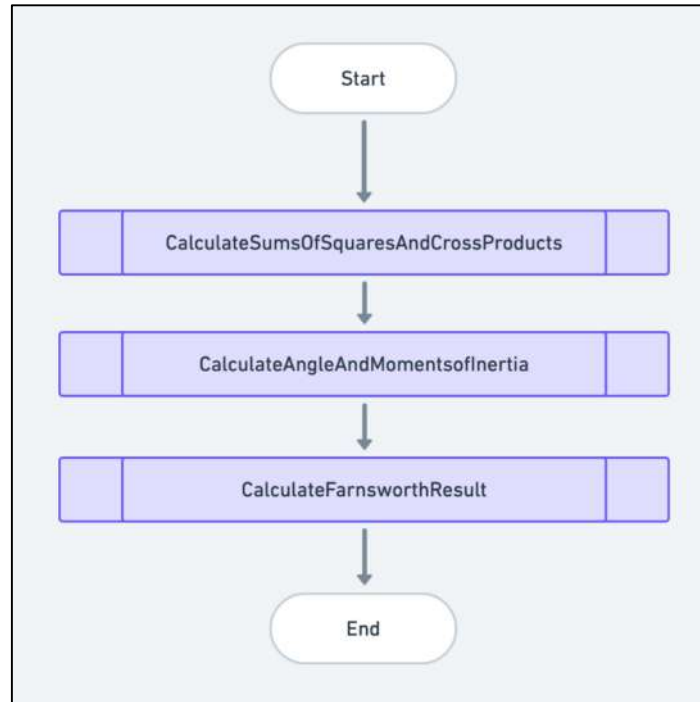 Start
CalculateSumsOfSquaresAndCrossProducts
CalculateAngleAndMomentsofInertia
CalculateFarnsworthResult
End